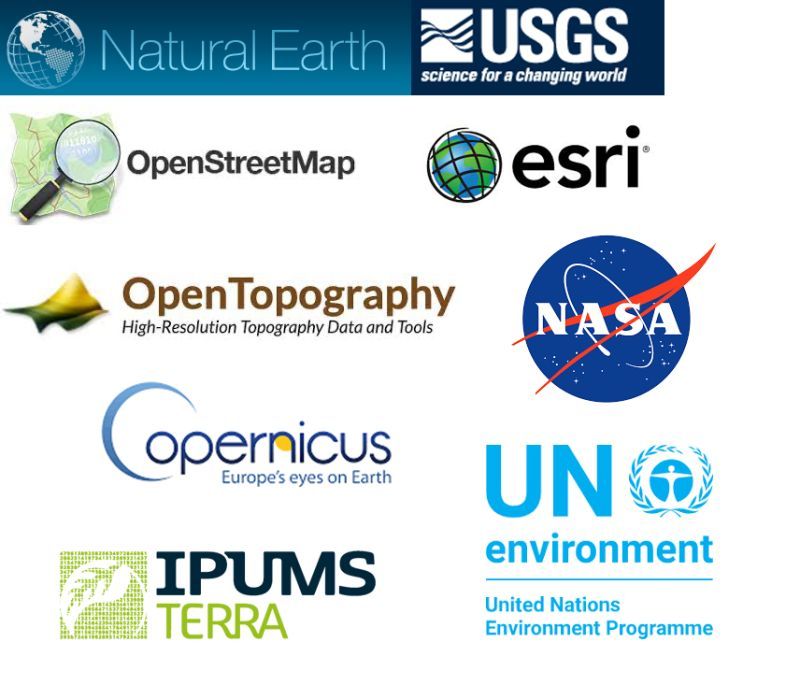 Natural Earth
USGS
science for a changing world
OpenStreetMap
esri®
OpenTopography
High-Resolution Topography Data and Tools
NASA
Copernicus
Europe's eyes on Earth
UN
environment
United Nations
Environment Programme
IPUMS
TERRA